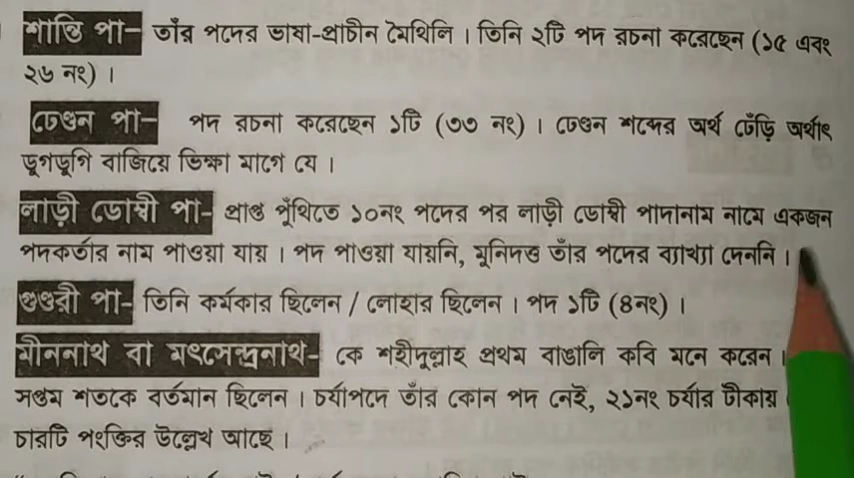 শান্তি পা- তাঁর পদের ভাষা-প্রাচীন মৈথিলি। তিনি ২টি পদ রচনা করেছেন (১৫ এবং
২৬ নং)।
ঢেণ্ডন পা- পদ রচনা করেছেন ১টি (৩৩ নং)। ঢেণ্ডন শব্দের অর্থ ঢেঁড়ি অর্থাৎ
ডুগডুগি বাজিয়ে ভিক্ষা মাগে যে।
লাড়ী ডোম্বী পা- প্রাপ্ত পুঁথিতে ১০নং পদের পর লাড়ী ডোম্বী পাদানাম নামে একজন
পদকর্তার নাম পাওয়া যায়। পদ পাওয়া যায়নি, মুনিদত্ত তাঁর পদের ব্যাখ্যা দেননি।
গুণ্ডরী পা- তিনি কর্মকার ছিলেন / লোহার ছিলেন। পদ ১টি (৪নং)।
মীননাথ বা মৎসেন্দ্রনাথ- কে শহীদুল্লাহ প্রথম বাঙালি কবি মনে করেন।
সপ্তম শতকে বর্তমান ছিলেন। চর্যাপদে তাঁর কোন পদ নেই, ২১নং চর্যার টীকায়
চারটি পংক্তির উল্লেখ আছে।